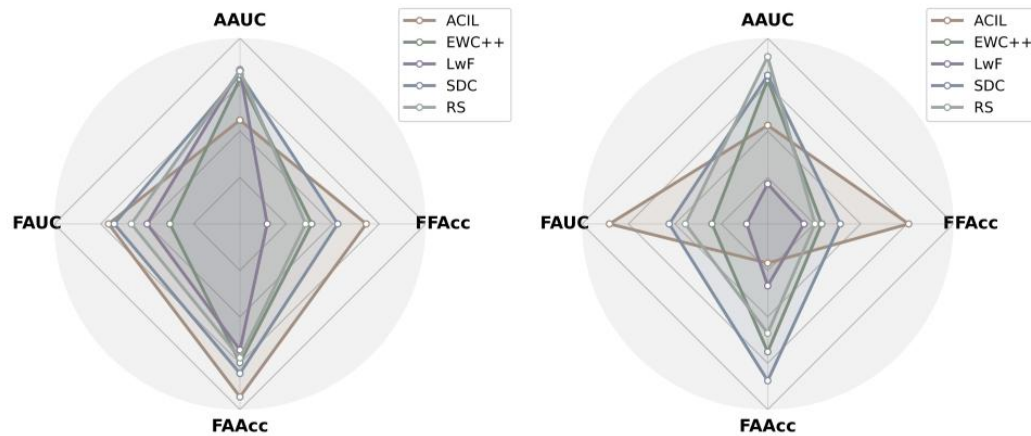 AAUC
ACIL
EWC++
LwF
SDC
RS
FAUC
FFAcc
FAAcc
AAUC
ACIL
EWC++
LwF
SDC
RS
FAUC
FFAcc
FAAcc